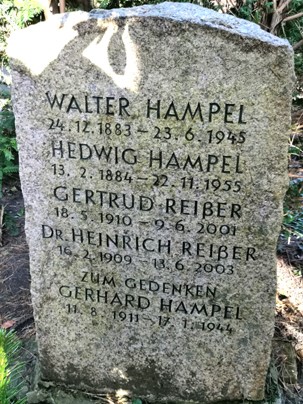 WALTER HAMPEL
24.12.1883 – 23.6.1945
HEDWIG HAMPEL
13.2.1884 – 22.11.1955
GERTRUD REIßER
18.5.1910 – 9.6.2001
DR. HEINRICH REIßER
16.2.1909 – 13.6.2003
ZUM GEDENKEN
GERHARD HAMPEL
11.8.1911 – 17.1.1944